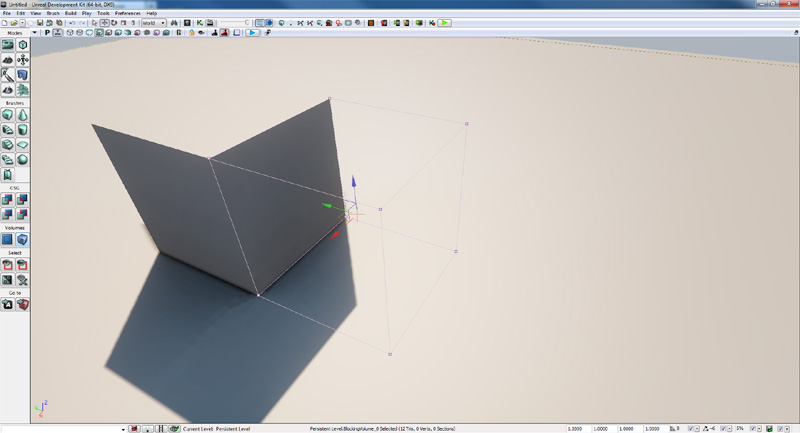 Untitled - Unreal Development Kit (64-bit, DX9)
File Edit View Brush Build Play Tools Preferences Help
World
Modes
P
Brushes
CSG
Volumes
Select
Go to
Z
Current Level: Persistent Level
Persistent Level.BlockingVolume_0 Selected (12 Tris, 0 Verts, 0 Sections)
1.0000 1.0000 1.0000 1.0000